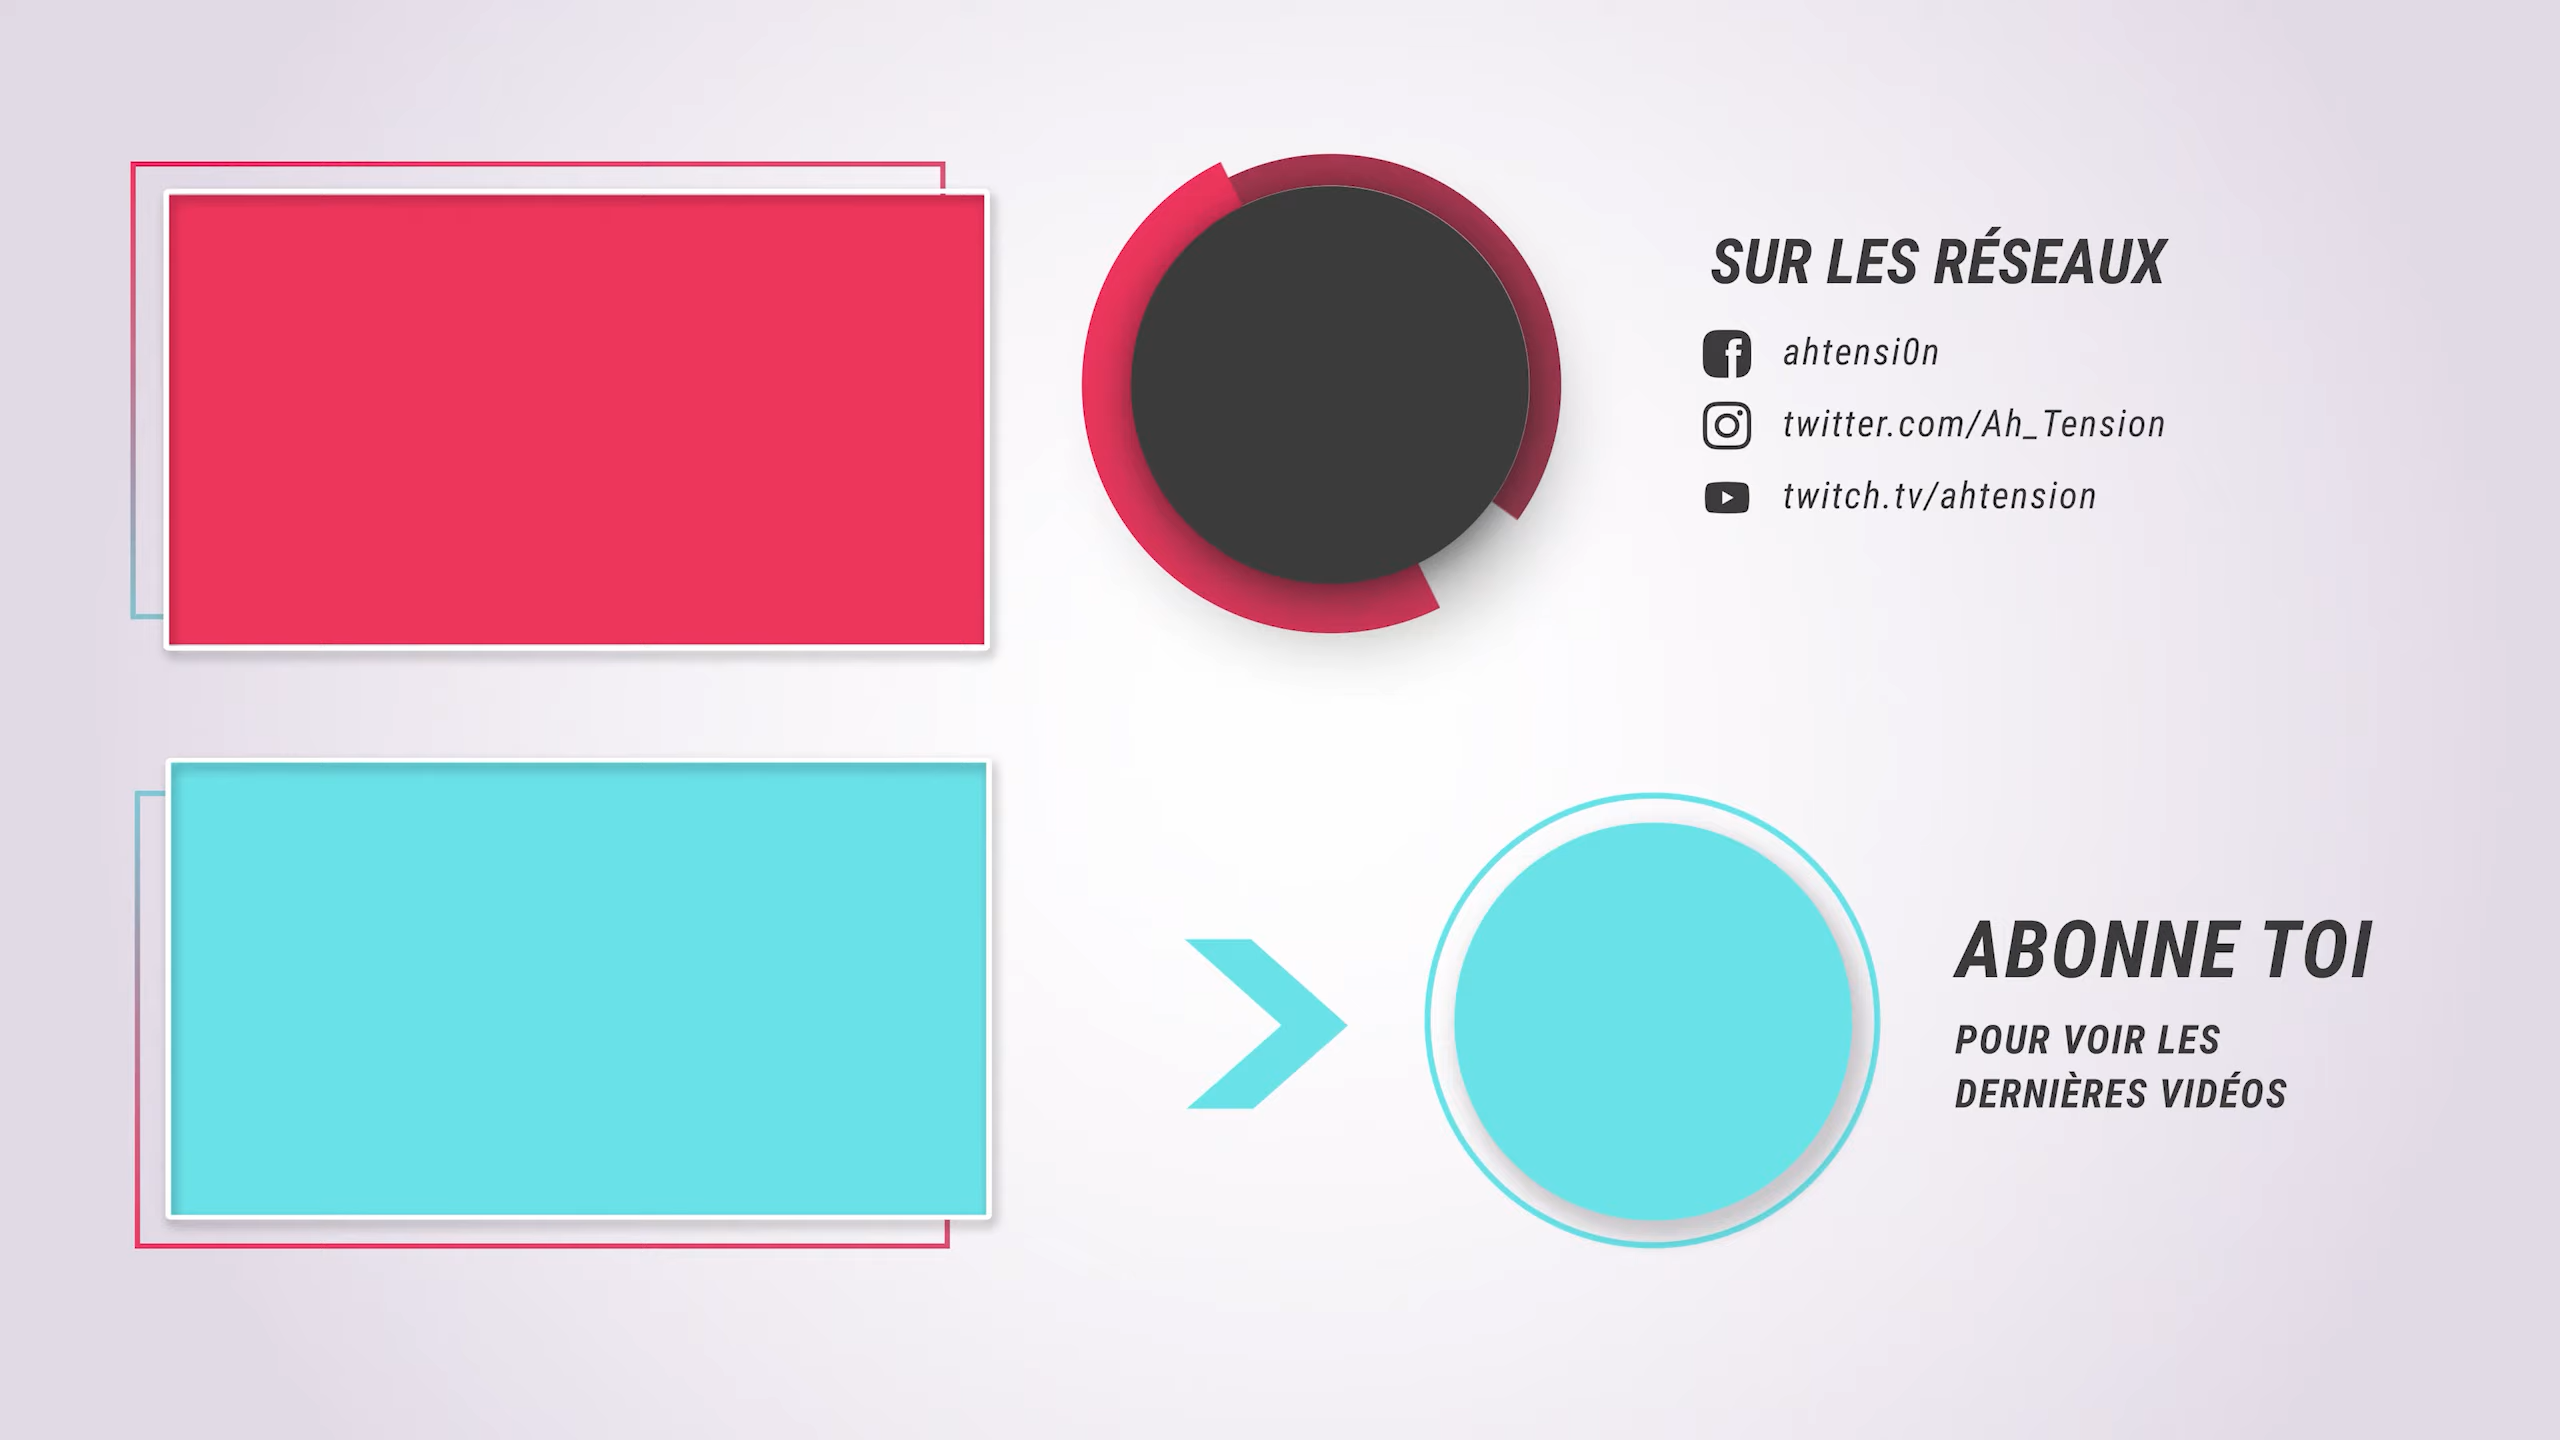 SUR LES RÉSEAUX
ahtensi0n
twitter.com/Ah_Tension
twitch.tv/ahtension
ABONNE TOI
POUR VOIR LES
DERNIÈRES VIDÉOS